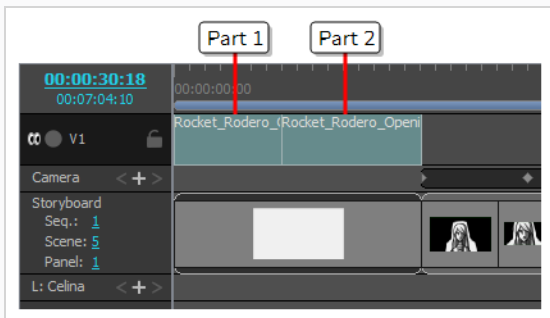 Part 1 Part 2
00:00:30:18
00:07:04:10
00:00:00:00
V1
Rocket_Rodero_( Rocket_Rodero_Openi
Camera
Storyboard
Seq.: 1
Scene: 5
Panel: 1
L: Celina